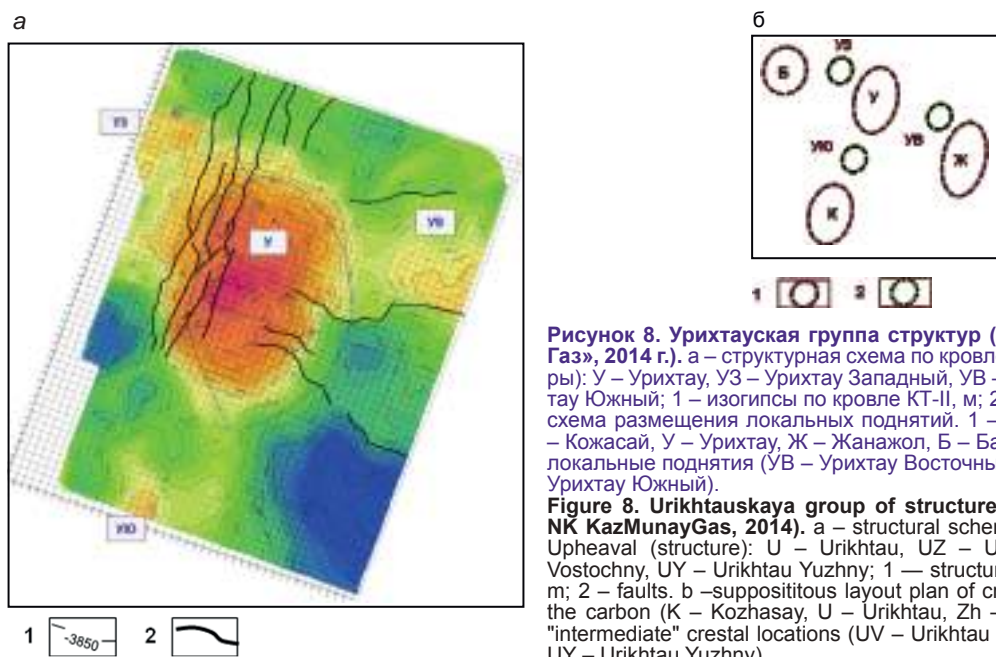 а
УЗ
УВ
У
УЮ
1 -3850 2
б
УЗ
Б
У
УВ
УЮ
Ж
К
1 2
Рисунок 8. Урихтауская группа структур (
Газ», 2014 г.). а – структурная схема по кровл
ры): У – Урихтау, УЗ – Урихтау Западный, УВ –
тау Южный; 1 – изогипсы по кровле КТ-II, м; 2
схема размещения локальных поднятий. 1 –
– Кожасай, У – Урихтау, Ж – Жанажол, Б – Ба
локальные поднятия (УВ – Урихтау Восточны
Урихтау Южный).
Figure 8. Urikhtauskaya group of structure
NK KazMunayGas, 2014). a – structural scher
Upheaval (structure): U – Urikhtau, UZ – U
Vostochny, UY – Urikhtau Yuzhny; 1 — structur
m; 2 – faults. b –supposititous layout plan of cr
the carbon (K – Kozhasay, U – Urikhtau, Zh –
"intermediate" crestal locations (UV – Urikhtau
UY – Urikhtau Yuzhny)